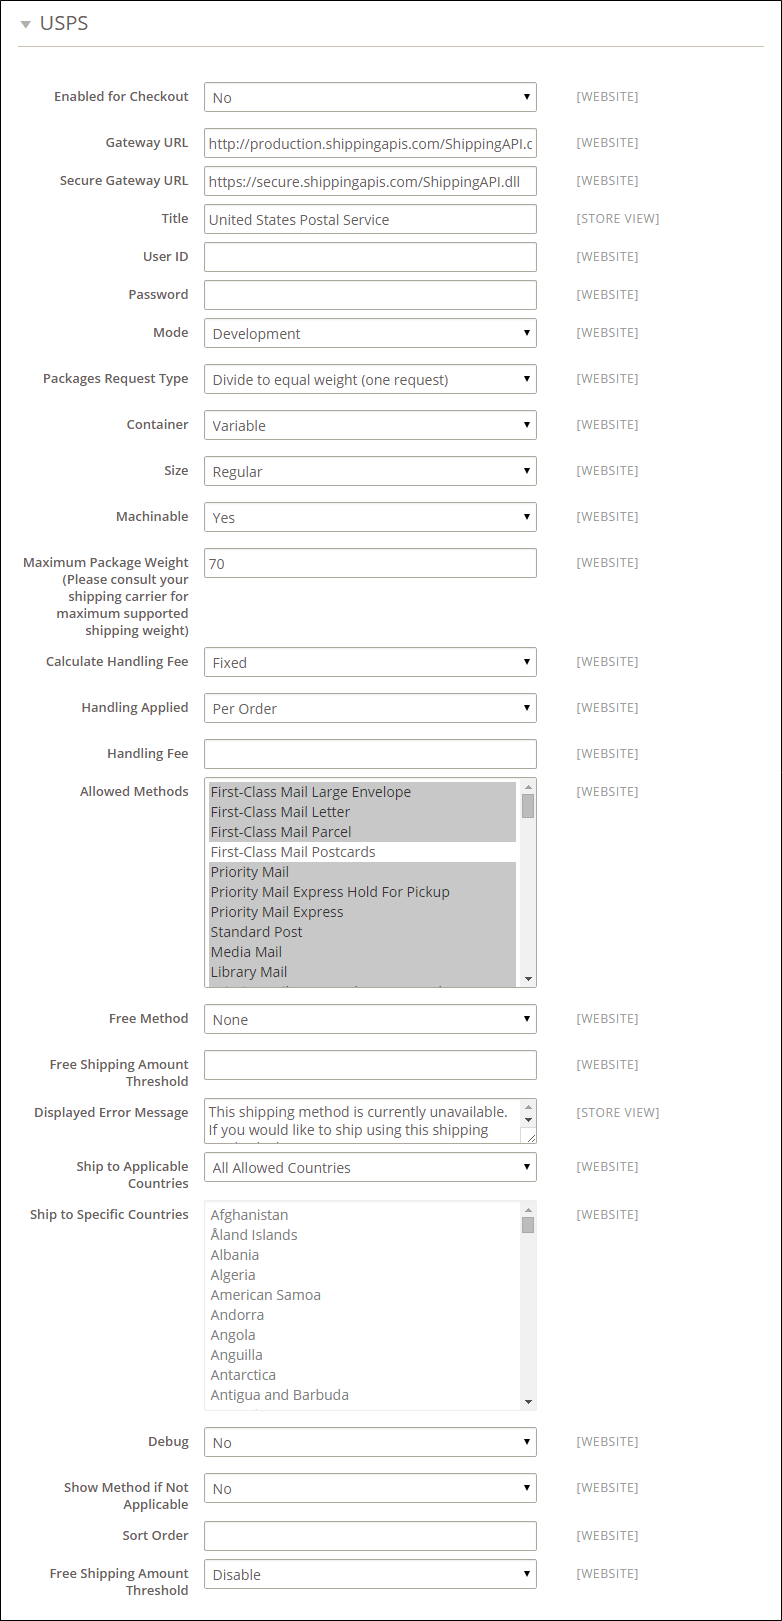 USPS
Enabled for Checkout No [WEBSITE]
Gateway URL http://production.shippingapis.com/ShippingAPI.c [WEBSITE]
Secure Gateway URL https://secure.shippingapis.com/ShippingAPI.dll [WEBSITE]
Title United States Postal Service [STORE VIEW]
User ID [WEBSITE]
Password [WEBSITE]
Mode Development [WEBSITE]
Packages Request Type Divide to equal weight (one request) [WEBSITE]
Container Variable [WEBSITE]
Size Regular [WEBSITE]
Machinable Yes [WEBSITE]
Maximum Package Weight 70 [WEBSITE]
(Please consult your
shipping carrier for
maximum supported
shipping weight)
Calculate Handling Fee Fixed [WEBSITE]
Handling Applied Per Order [WEBSITE]
Handling Fee [WEBSITE]
Allowed Methods First-Class Mail Large Envelope [WEBSITE]
First-Class Mail Letter
First-Class Mail Parcel
First-Class Mail Postcards
Priority Mail
Priority Mail Express Hold For Pickup
Priority Mail Express
Standard Post
Media Mail
Library Mail
Free Method None [WEBSITE]
Free Shipping Amount [WEBSITE]
Threshold
Displayed Error Message This shipping method is currently unavailable. [STORE VIEW]
If you would like to ship using this shipping
Ship to Applicable All Allowed Countries [WEBSITE]
Countries
Ship to Specific Countries Afghanistan [WEBSITE]
Åland Islands
Albania
Algeria
American Samoa
Andorra
Angola
Anguilla
Antarctica
Antigua and Barbuda
Debug No [WEBSITE]
Show Method if Not No [WEBSITE]
Applicable
Sort Order [WEBSITE]
Free Shipping Amount Disable [WEBSITE]
Threshold